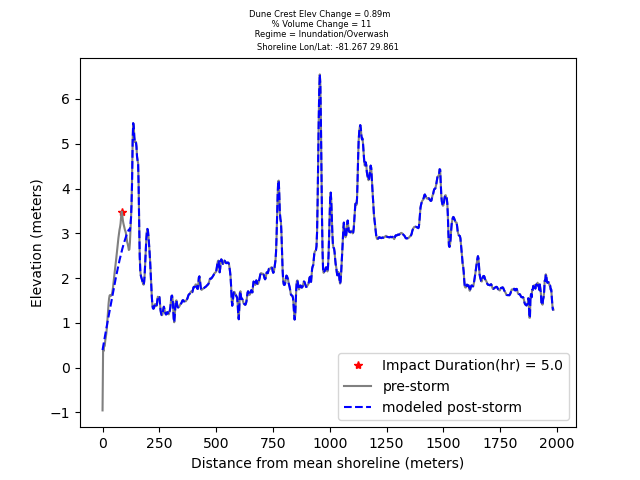 Dune Crest Elev Change = 0.89m
% Volume Change = 11
Regime = Inundation/Overwash
Shoreline Lon/Lat: -81.267 29.861
6
5
4
3
2
1
0
−1
Elevation (meters)
Impact Duration(hr) = 5.0
pre-storm
modeled post-storm
0 250 500 750 1000 1250 1500 1750 2000
Distance from mean shoreline (meters)